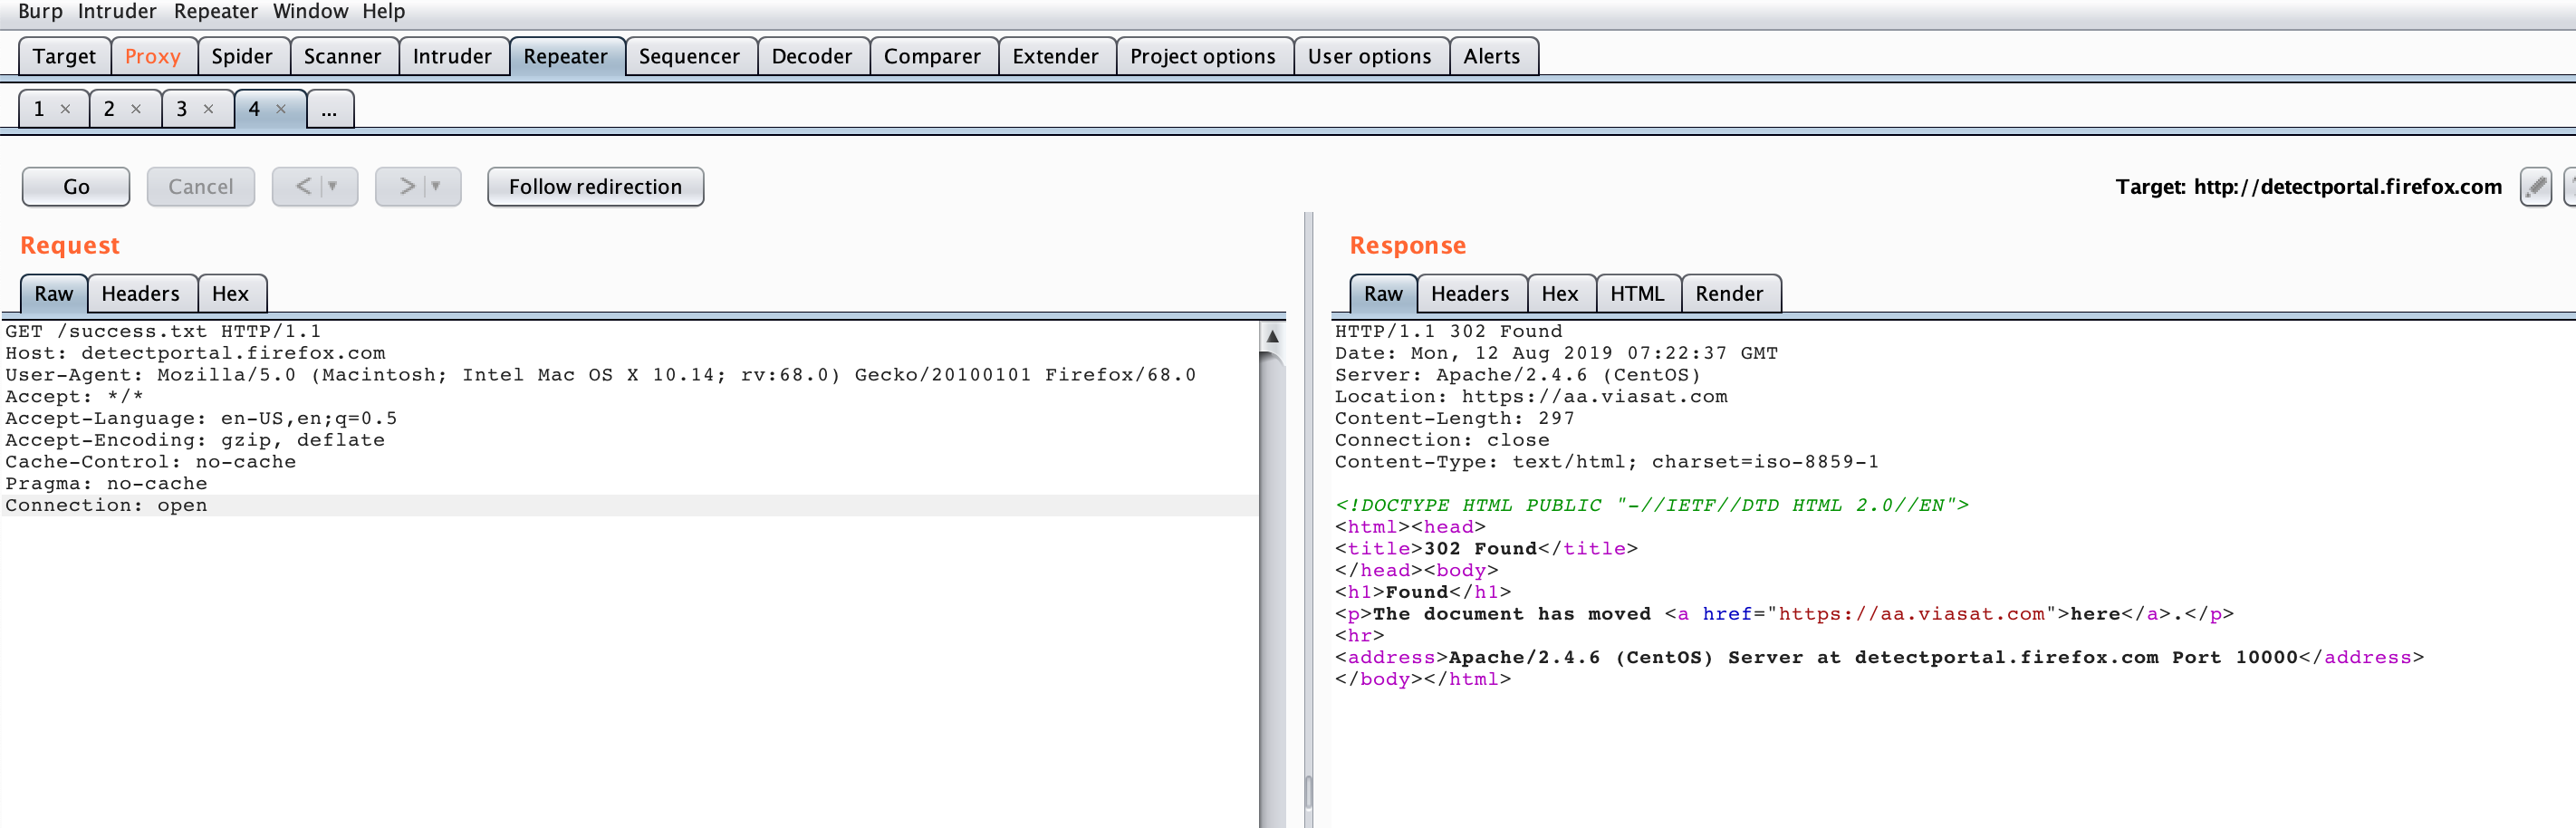 Burp Intruder Repeater Window Help
Target Proxy Spider Scanner Intruder Repeater Sequencer Decoder Comparer Extender Project options User options Alerts
1 × 2 × 3 × 4 × ...
Go Cancel < > Follow redirection Target: http://detectportal.firefox.com
Request
Raw Headers Hex
GET /success.txt HTTP/1.1
Host: detectportal.firefox.com
User-Agent: Mozilla/5.0 (Macintosh; Intel Mac OS X 10.14; rv:68.0) Gecko/20100101 Firefox/68.0
Accept: */*
Accept-Language: en-US,en;q=0.5
Accept-Encoding: gzip, deflate
Cache-Control: no-cache
Pragma: no-cache
Connection: open
Response
Raw Headers Hex HTML Render
HTTP/1.1 302 Found
Date: Mon, 12 Aug 2019 07:22:37 GMT
Server: Apache/2.4.6 (CentOS)
Location: https://aa.viasat.com
Content-Length: 297
Connection: close
Content-Type: text/html; charset=iso-8859-1
<!DOCTYPE HTML PUBLIC "-//IETF//DTD HTML 2.0//EN">
<html><head>
<title>302 Found</title>
</head><body>
<h1>Found</h1>
<p>The document has moved <a href="https://aa.viasat.com">here</a>.</p>
<hr>
<address>Apache/2.4.6 (CentOS) Server at detectportal.firefox.com Port 10000</address>
</body></html>